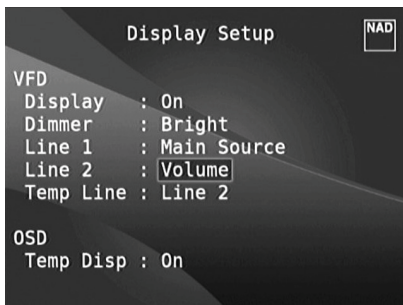 Display Setup
NAD
VFD
Display : On
Dimmer : Bright
Line 1 : Main Source
Line 2 : Volume
Temp Line : Line 2
OSD
Temp Disp : On